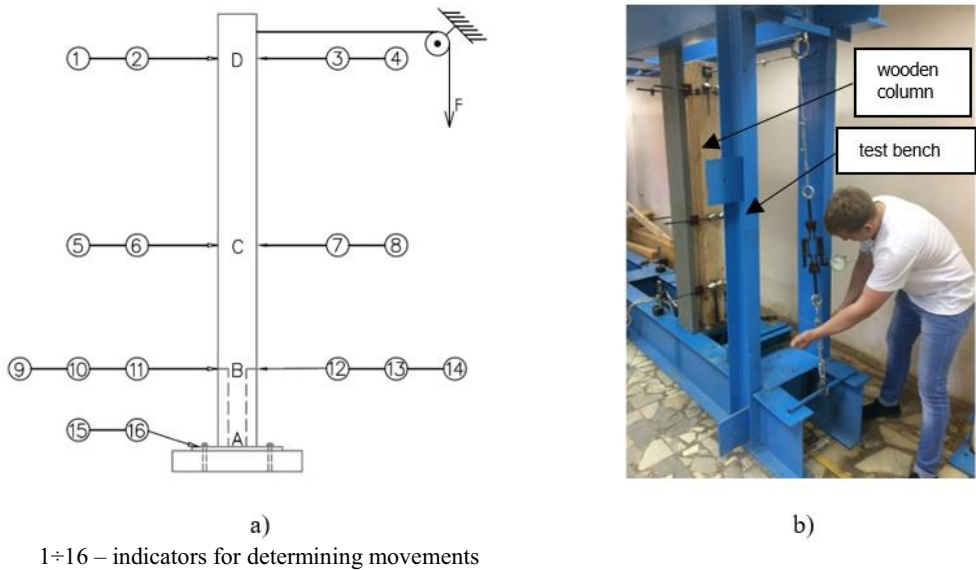 1 2 D 3 4
F
5 6 C 7 8
9 10 11 B 12 13 14
15 16 A
wooden
column
test bench
a)
b)
1÷16 – indicators for determining movements